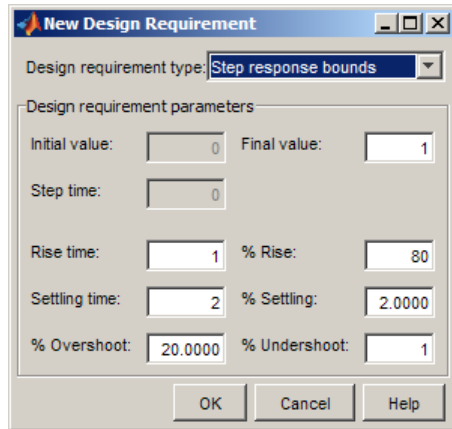 New Design Requirement
Design requirement type: Step response bounds
Design requirement parameters
Initial value: 0 Final value: 1
Step time: 0
Rise time: 1 % Rise: 80
Settling time: 2 % Settling: 2.0000
% Overshoot: 20.0000 % Undershoot: 1
OK Cancel Help